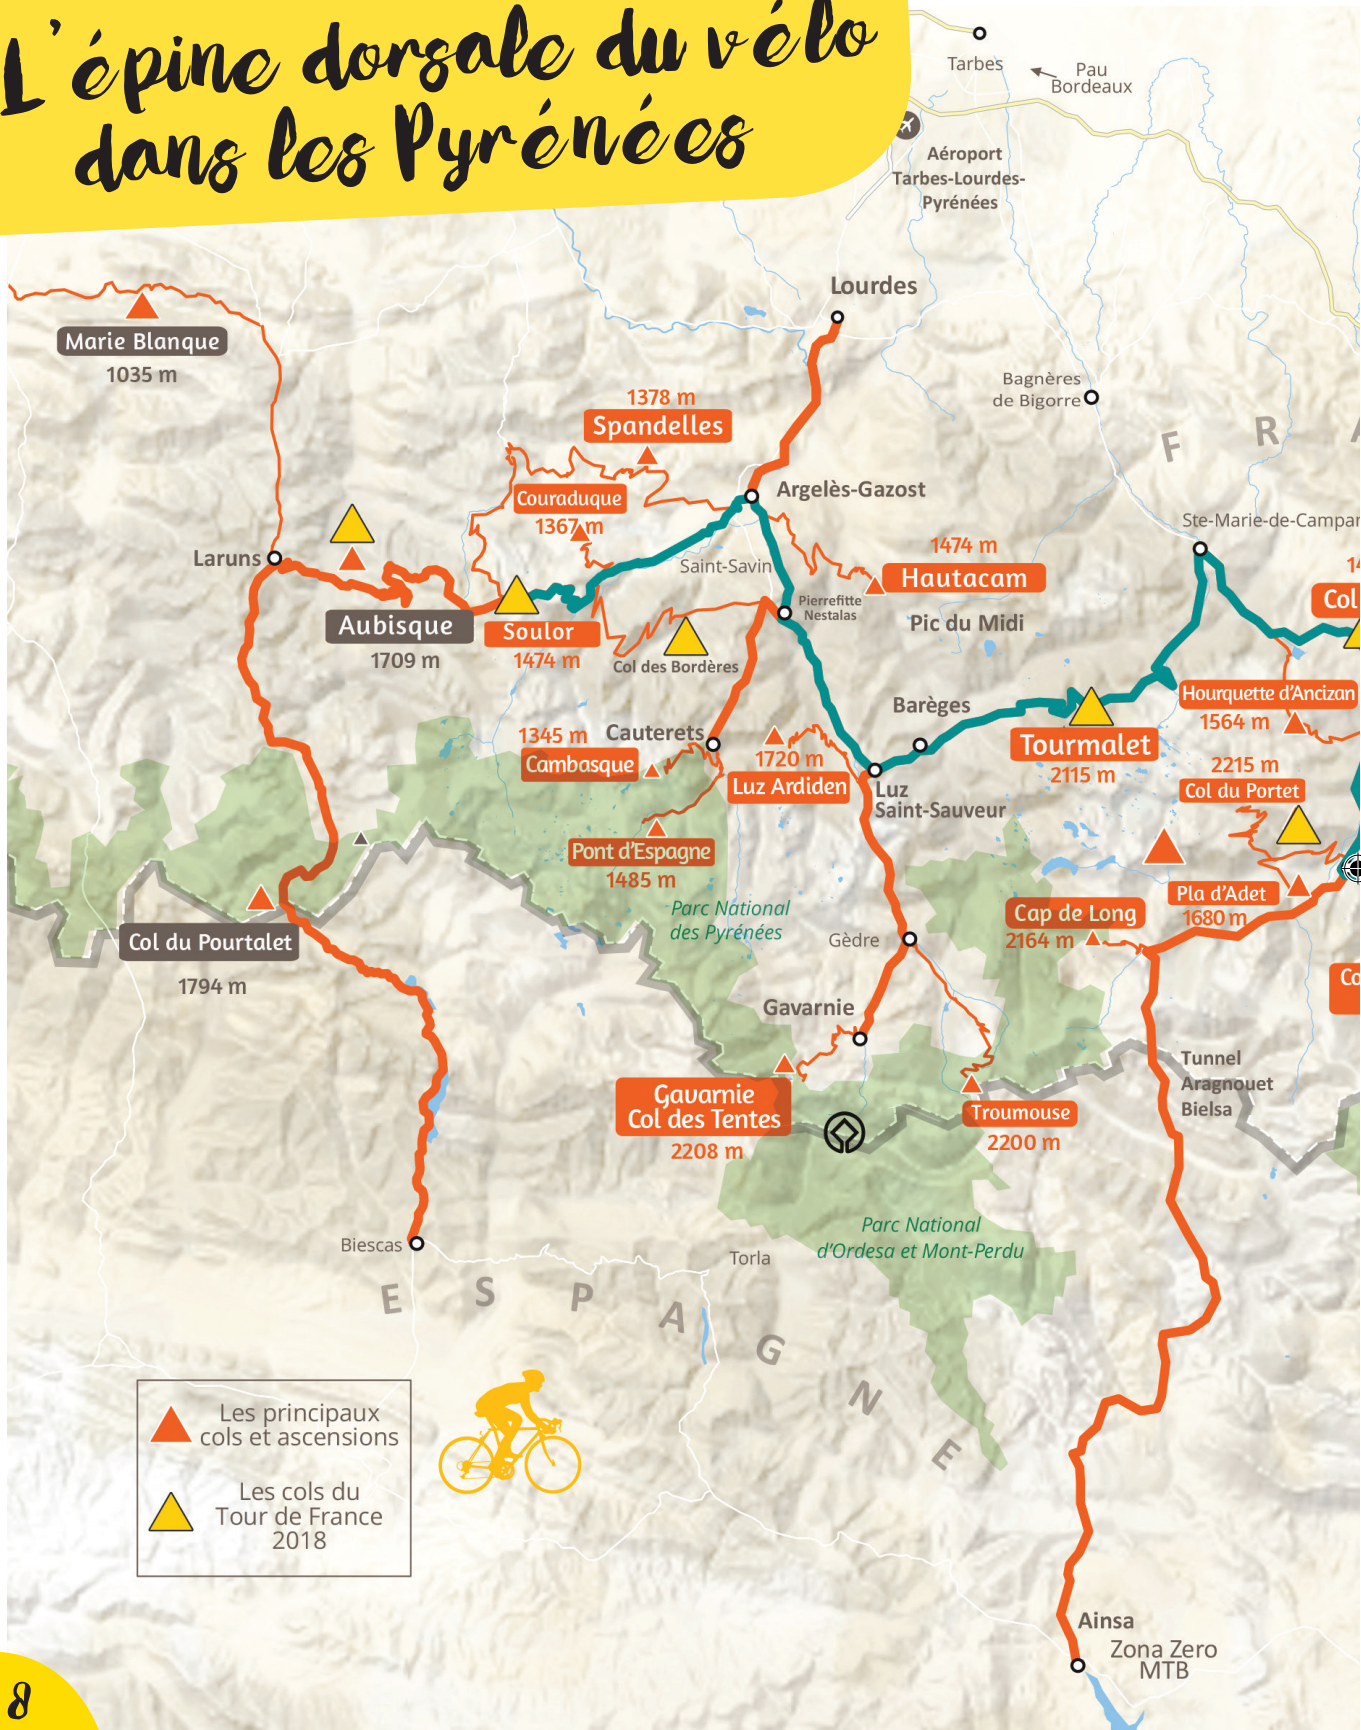 L'épine dorsale du vélo
dans les Pyrénées
Tarbes
Pau
Bordeaux
Aéroport
Tarbes-Lourdes-
Pyrénées
Lourdes
Marie Blanque
1035 m
Bagnères
de Bigorre
1378 m
Spandelles
F R A
Couraduque
1367 m
Argelès-Gazost
Ste-Marie-de-Campan
Laruns
Saint-Savin
1474 m
Hautacam
Pierrefitte
Nestalas
Col
Aubisque
1709 m
Soulor
1474 m
Col des Bordères
Pic du Midi
Hourquette d'Ancizan
1564 m
Barèges
Tourmalet
2115 m
1345 m
Cauterets
Cambasque
1720 m
Luz Ardiden
Luz
Saint-Sauveur
2215 m
Col du Portet
Pont d'Espagne
1485 m
Parc National
des Pyrénées
Pla d'Adet
1680 m
Cap de Long
2164 m
Gèdre
Col du Pourtalet
1794 m
Co
Gavarnie
Tunnel
Aragnouet
Bielsa
Gavarnie
Col des Tentes
2208 m
Troumouse
2200 m
Parc National
d'Ordesa et Mont-Perdu
Biescas
Torla
E S P A G N E
Les principaux
cols et ascensions
Les cols du
Tour de France
2018
Ainsa
Zona Zero
MTB
8